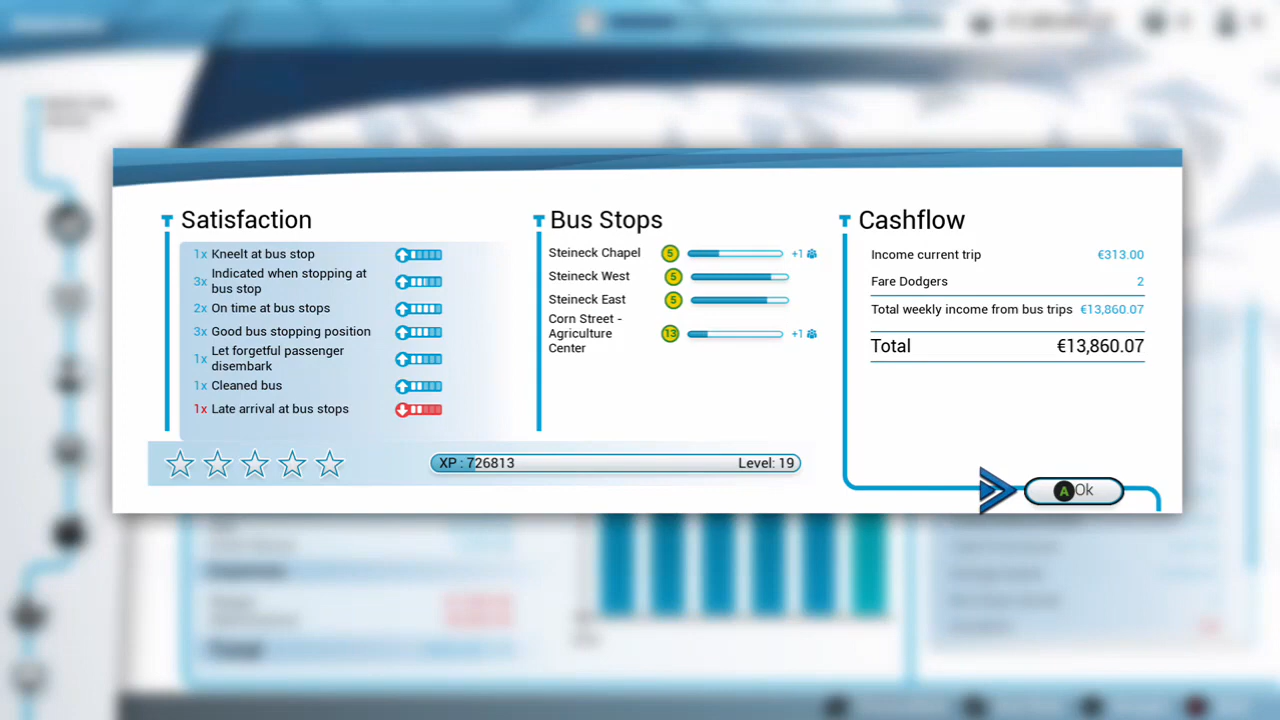 Satisfaction
1x Kneelt at bus stop
3x Indicated when stopping at
bus stop
2x On time at bus stops
3x Good bus stopping position
1x Let forgetful passenger
disembark
1x Cleaned bus
1x Late arrival at bus stops
XP : 726813 Level: 19
Bus Stops
Steineck Chapel 5 +1
Steineck West 5
Steineck East 5
Corn Street -
Agriculture 13 +1
Center
Cashflow
Income current trip €313.00
Fare Dodgers 2
Total weekly income from bus trips €13,860.07
Total €13,860.07
A Ok